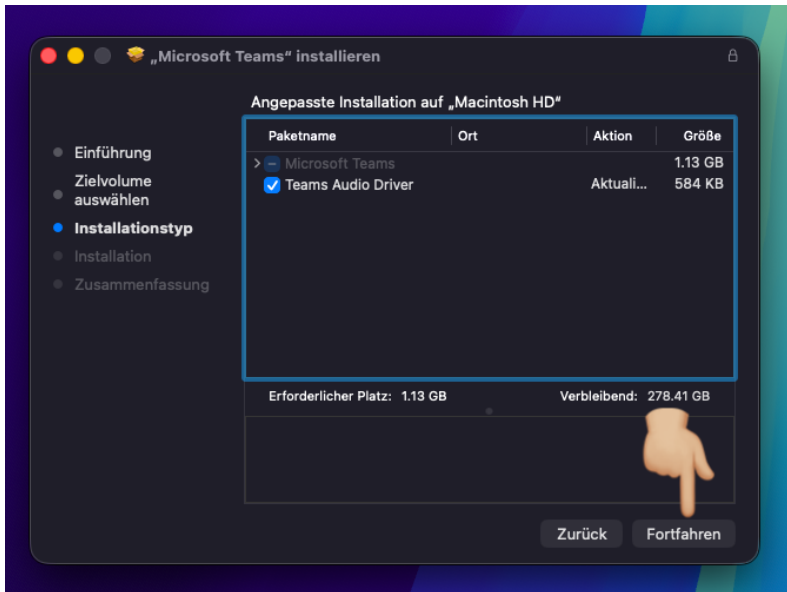 „Microsoft Teams“ installieren
Angepasste Installation auf „Macintosh HD“
Einführung
Zielvolume
auswählen
Installationstyp
Installation
Zusammenfassung
Paketname Ort Aktion Größe
Microsoft Teams 1.13 GB
Teams Audio Driver Aktuali... 584 KB
Erforderlicher Platz: 1.13 GB Verbleibend: 278.41 GB
Zurück Fortfahren